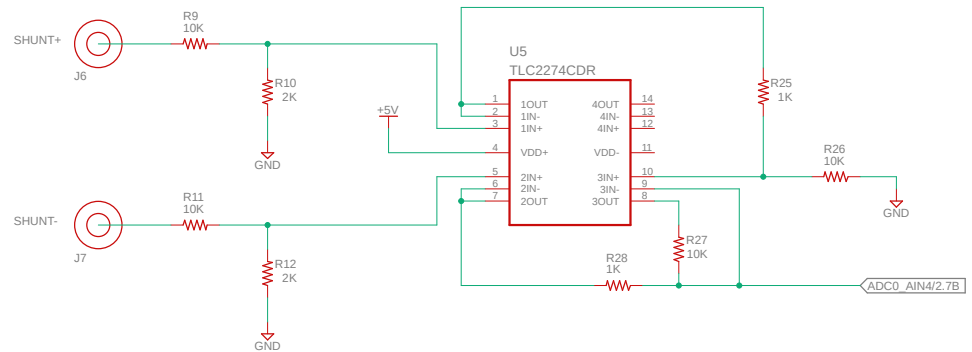 SHUNT+
J6
R9
10K
R10
2K
GND
+5V
U5
TLC2274CDR
1 1OUT 4OUT 14
2 1IN- 4IN- 13
3 1IN+ 4IN+ 12
4 VDD+ VDD- 11
5 2IN+ 3IN+ 10
6 2IN- 3IN- 9
7 2OUT 3OUT 8
R25
1K
R26
10K
GND
SHUNT-
J7
R11
10K
R12
2K
GND
R27
10K
R28
1K
ADC0_AIN4/2.7B